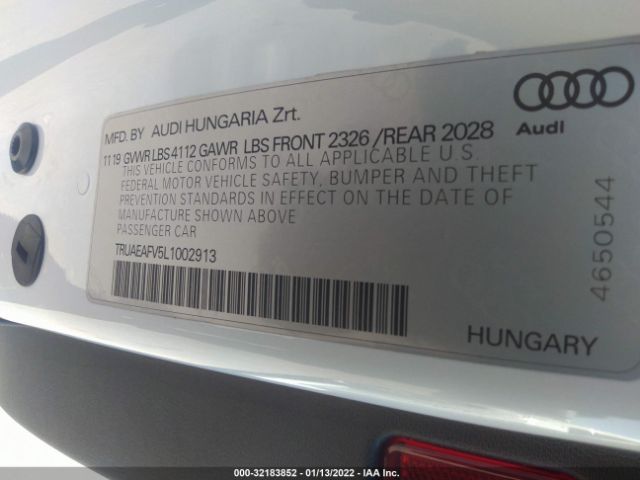 MFD. BY AUDI HUNGARIA Zrt.
11 19 GVWR LBS 4112 GAWR LBS FRONT 2326 /REAR 2028
THIS VEHICLE CONFORMS TO ALL APPLICABLE U.S.
FEDERAL MOTOR VEHICLE SAFETY, BUMPER AND THEFT
PREVENTION STANDARDS IN EFFECT ON THE DATE OF
MANUFACTURE SHOWN ABOVE
PASSENGER CAR
TRUAEAFV5L1002913
Audi
4650544
HUNGARY
000-32183852 - 01/13/2022 - IAA Inc.